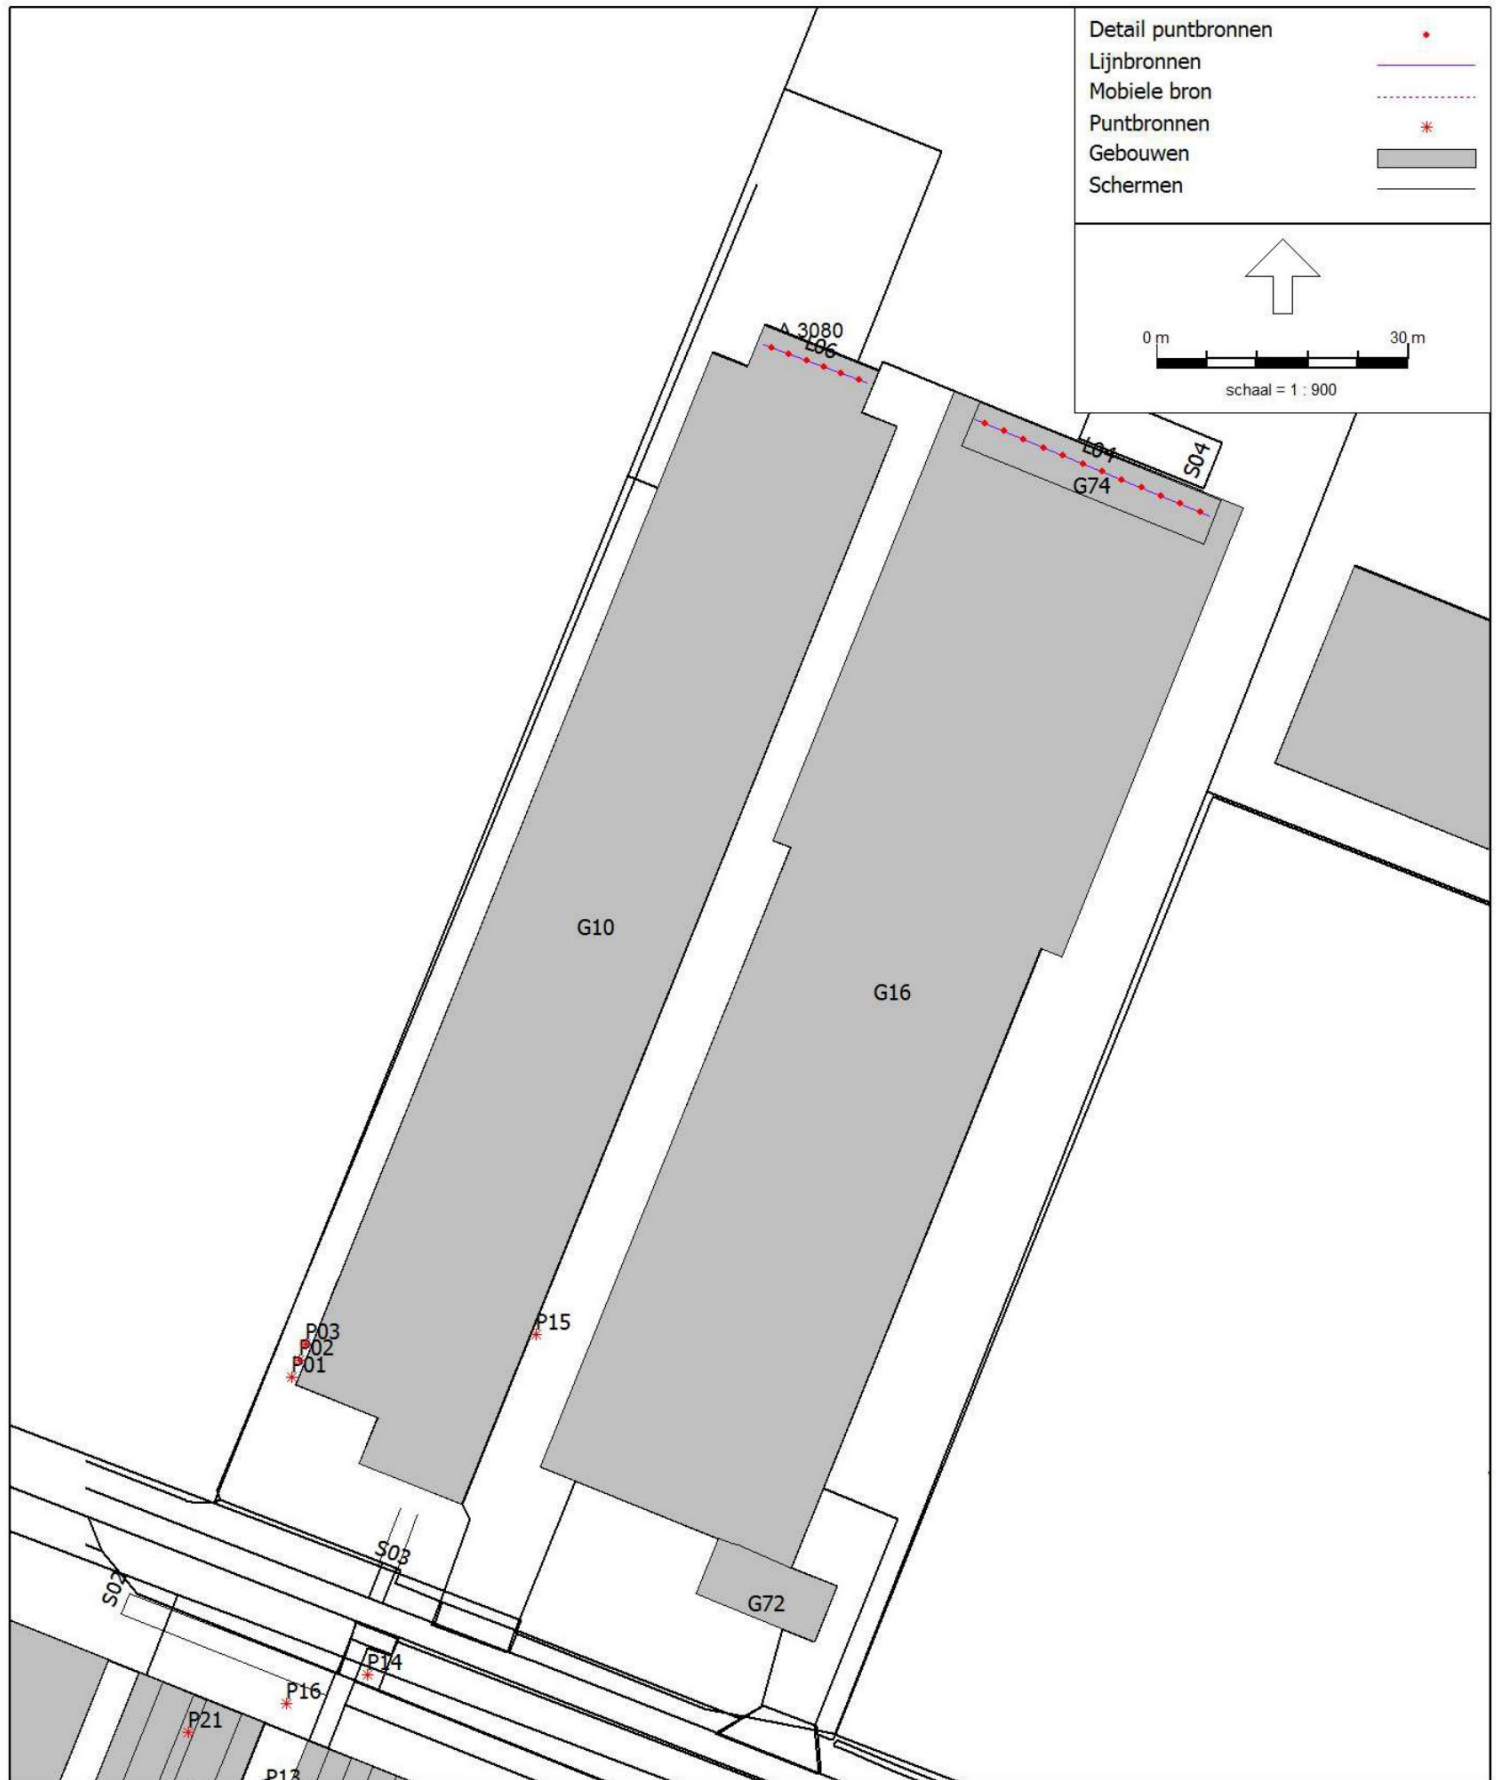 Detail puntbronnen
Lijnbronnen
Mobiele bron
Puntbronnen
Gebouwen
Schermen
0 m
30 m
schaal = 1 : 900
A 3080
L06
L04
S04
G74
G10
G16
P03
P02
P01
P15
S03
S02
G72
P14
P16
P21
P13